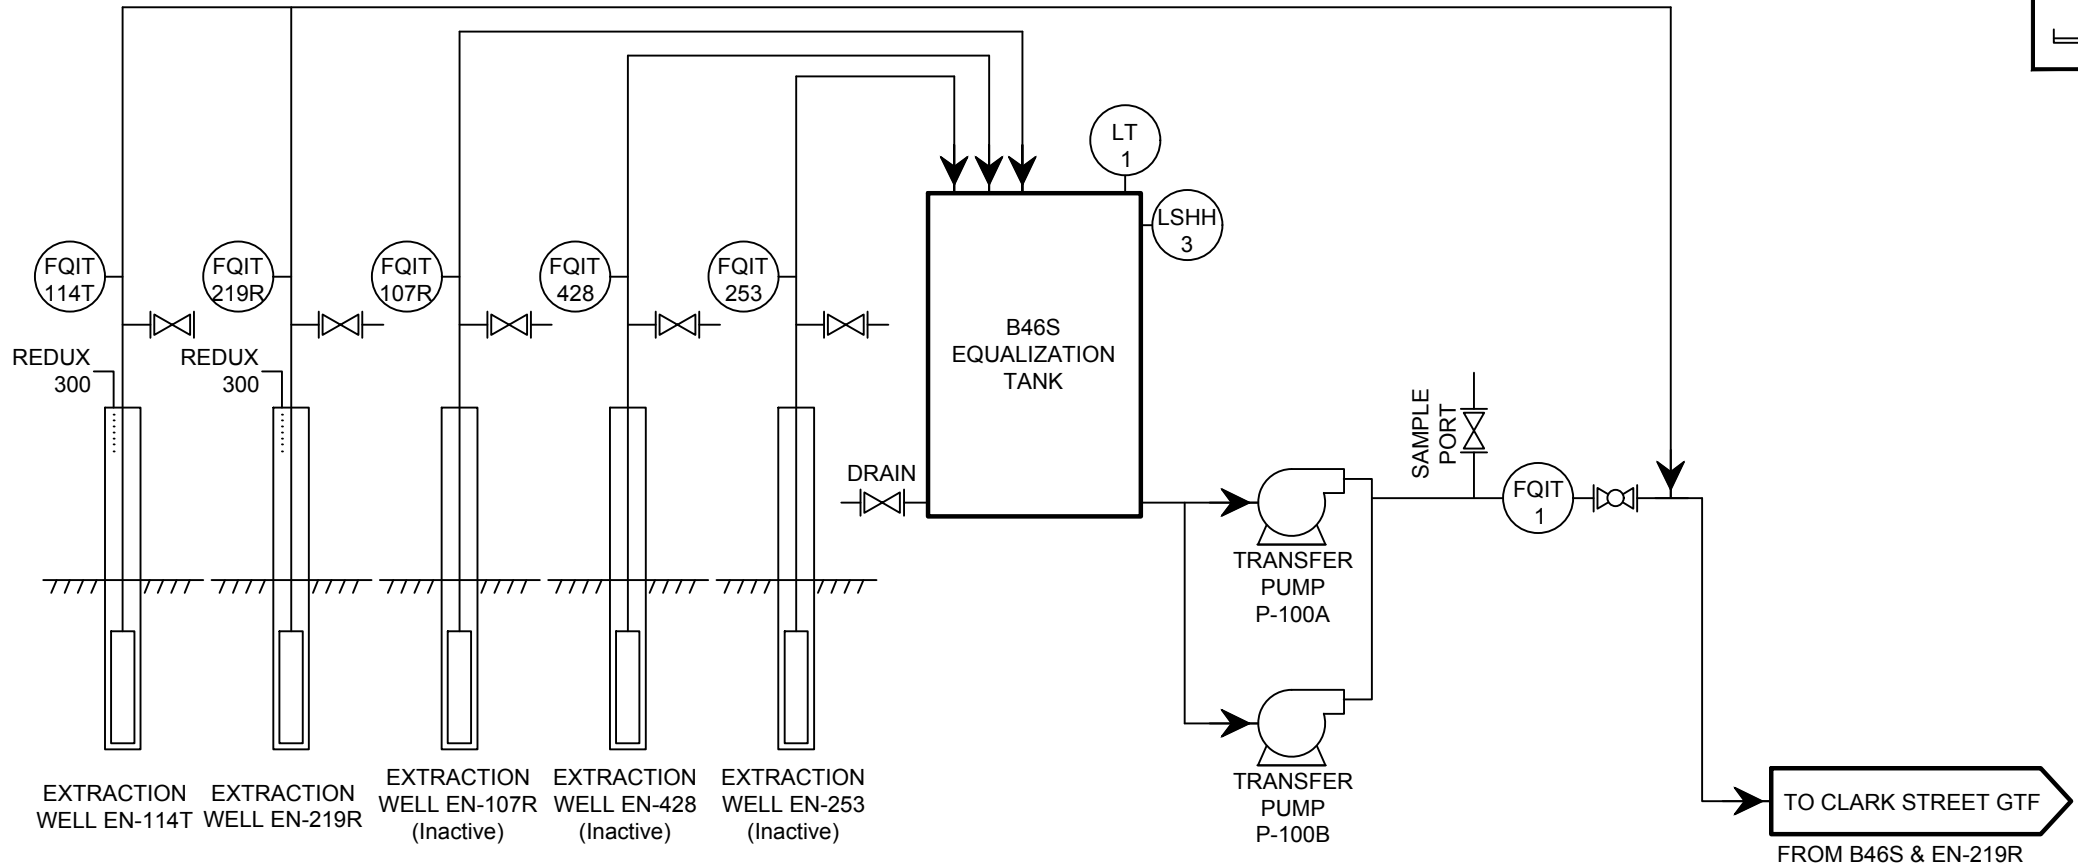 LT
1
LSHH
3
FQIT
114T
FQIT
219R
FQIT
107R
FQIT
428
FQIT
253
REDUX
300
REDUX
300
B46S
EQUALIZATION
TANK
DRAIN
SAMPLE
PORT
FQIT
1
TRANSFER
PUMP
P-100A
TRANSFER
PUMP
P-100B
EXTRACTION
WELL EN-114T
EXTRACTION
WELL EN-219R
EXTRACTION
WELL EN-107R
(Inactive)
EXTRACTION
WELL EN-428
(Inactive)
EXTRACTION
WELL EN-253
(Inactive)
TO CLARK STREET GTF
FROM B46S & EN-219R